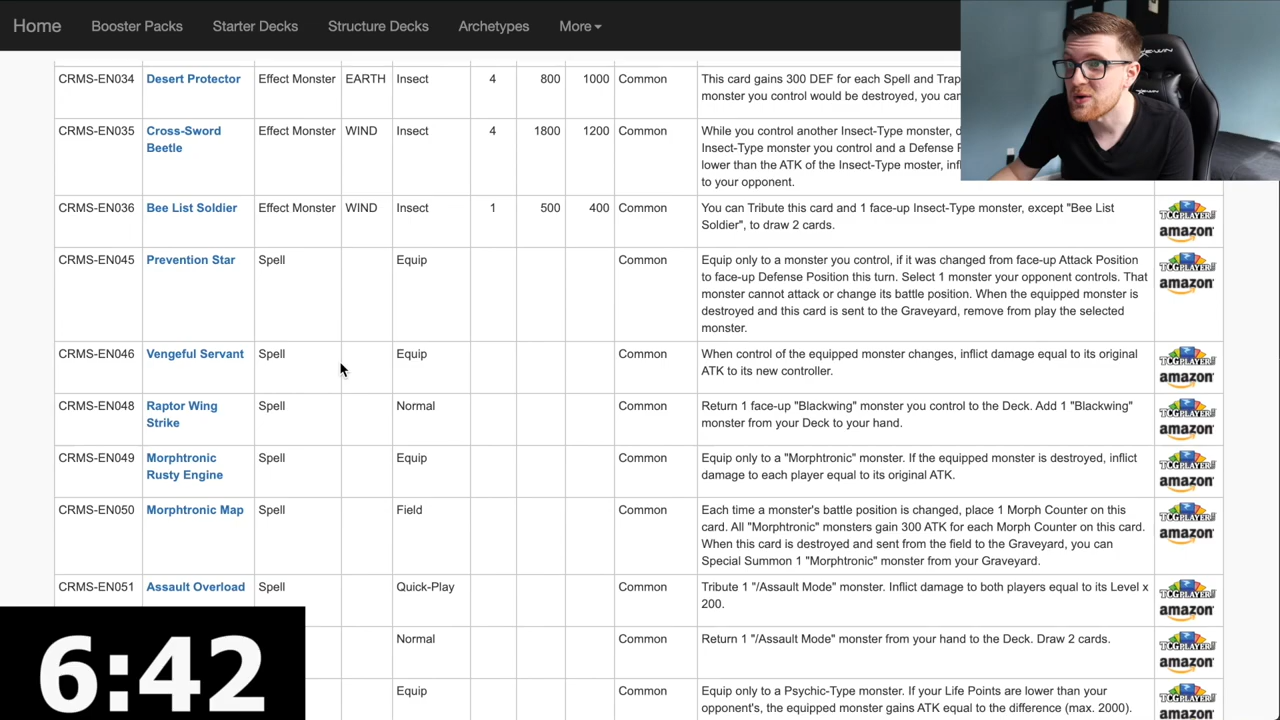 Home Booster Packs Starter Decks Structure Decks Archetypes More
CRMS-EN034 Desert Protector Effect Monster EARTH Insect 4 800 1000 Common This card gains 300 DEF for each Spell and Trap
monster you control would be destroyed, you can
CRMS-EN035 Cross-Sword Effect Monster WIND Insect 4 1800 1200 Common While you control another Insect-Type monster,
Beetle Insect-Type monster you control and a Defense
lower than the ATK of the Insect-Type moster,
to your opponent.
CRMS-EN036 Bee List Soldier Effect Monster WIND Insect 1 500 400 Common You can Tribute this card and 1 face-up Insect-Type monster, except "Bee List TCGPLAYER
Soldier", to draw 2 cards. amazon
CRMS-EN045 Prevention Star Spell Equip Common Equip only to a monster you control, if it was changed from face-up Attack Position TCGPLAYER
to face-up Defense Position this turn. Select 1 monster your opponent controls. That amazon
monster cannot attack or change its battle position. When the equipped monster is
destroyed and this card is sent to the Graveyard, remove from play the selected
monster.
CRMS-EN046 Vengeful Servant Spell Equip Common When control of the equipped monster changes, inflict damage equal to its original TCGPLAYER
ATK to its new controller. amazon
CRMS-EN048 Raptor Wing Spell Normal Common Return 1 face-up "Blackwing" monster you control to the Deck. Add 1 "Blackwing" TCGPLAYER
Strike monster from your Deck to your hand. amazon
CRMS-EN049 Morphtronic Spell Equip Common Equip only to a "Morphtronic" monster. If the equipped monster is destroyed, inflict TCGPLAYER
Rusty Engine damage to each player equal to its original ATK. amazon
CRMS-EN050 Morphtronic Map Spell Field Common Each time a monster's battle position is changed, place 1 Morph Counter on this TCGPLAYER
card. All "Morphtronic" monsters gain 300 ATK for each Morph Counter on this card. amazon
When this card is destroyed and sent from the field to the Graveyard, you can
Special Summon 1 "Morphtronic" monster from your Graveyard.
CRMS-EN051 Assault Overload Spell Quick-Play Common Tribute 1 "/Assault Mode" monster. Inflict damage to both players equal to its Level x TCGPLAYER
200. amazon
Normal Common Return 1 "/Assault Mode" monster from your hand to the Deck. Draw 2 cards. TCGPLAYER
amazon
Equip Common Equip only to a Psychic-Type monster. If your Life Points are lower than your TCGPLAYER
opponent's, the equipped monster gains ATK equal to the difference (max. 2000). amazon
6:42